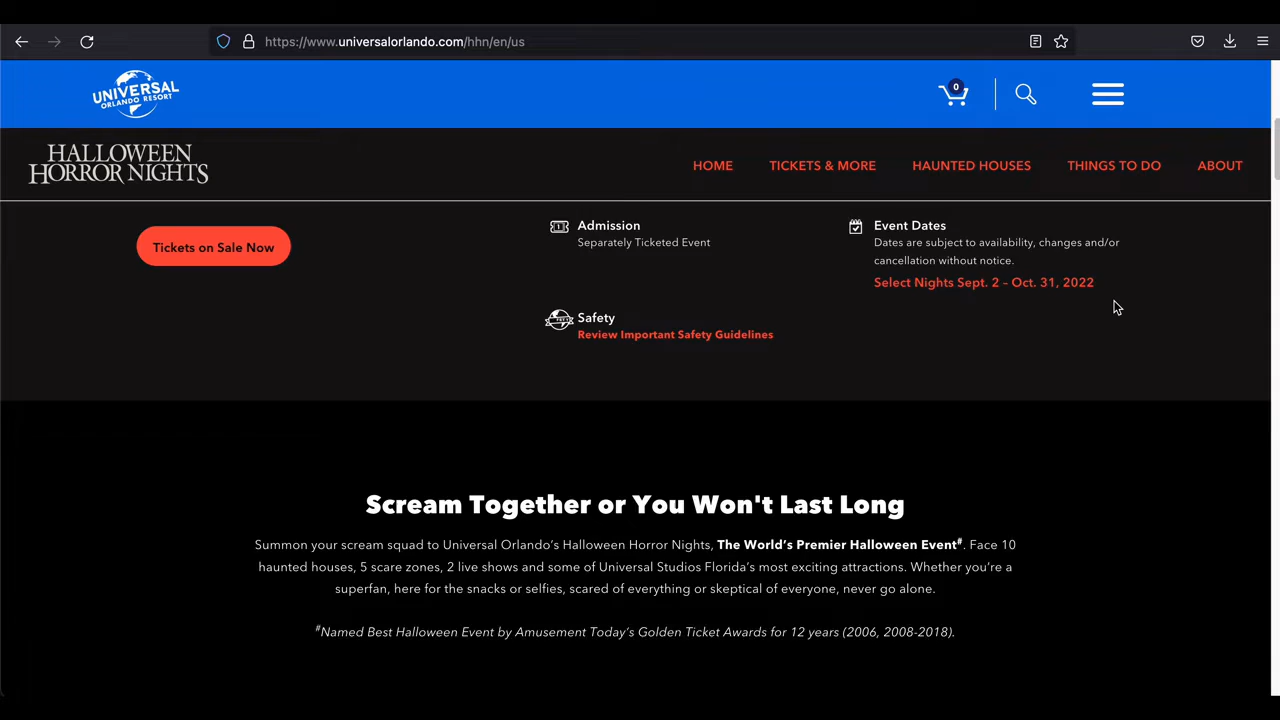 https://www.universalorlando.com/hhn/en/us
UNIVERSAL
ORLANDO RESORT
0
HALLOWEEN
HORROR NIGHTS
HOME
TICKETS & MORE
HAUNTED HOUSES
THINGS TO DO
ABOUT
Tickets on Sale Now
Admission
Separately Ticketed Event
Event Dates
Dates are subject to availability, changes and/or
cancellation without notice.
Select Nights Sept. 2 – Oct. 31, 2022
Safety
Review Important Safety Guidelines
Scream Together or You Won't Last Long
Summon your scream squad to Universal Orlando’s Halloween Horror Nights, The World’s Premier Halloween Event#. Face 10
haunted houses, 5 scare zones, 2 live shows and some of Universal Studios Florida’s most exciting attractions. Whether you’re a
superfan, here for the snacks or selfies, scared of everything or skeptical of everyone, never go alone.
#Named Best Halloween Event by Amusement Today’s Golden Ticket Awards for 12 years (2006, 2008-2018).